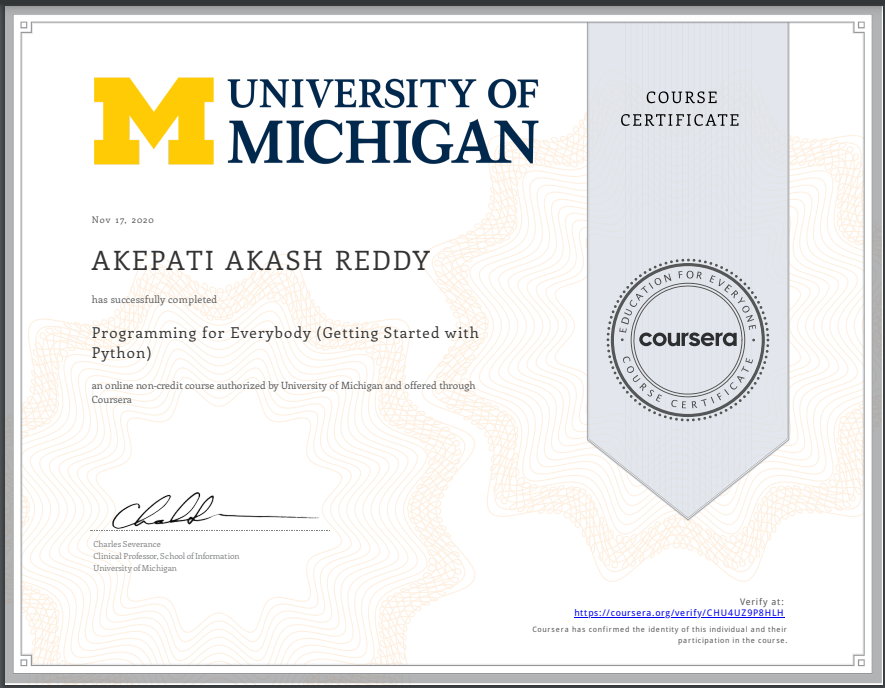 UNIVERSITY OF
MICHIGAN
COURSE
CERTIFICATE
Nov 17, 2020
AKEPATI AKASH REDDY
has successfully completed
Programming for Everybody (Getting Started with
Python)
an online non-credit course authorized by University of Michigan and offered through
Coursera
EDUCATION FOR EVERYONE
coursera
COURSE CERTIFICATE
Charles Severance
Clinical Professor, School of Information
University of Michigan
Verify at:
https://coursera.org/verify/CHU4UZ9P8HLH
Coursera has confirmed the identity of this individual and their
participation in the course.